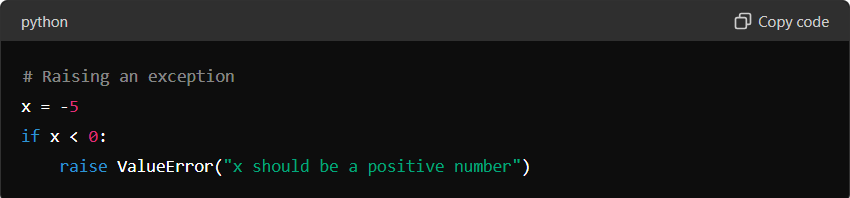 python
Copy code
# Raising an exception
x = -5
if x < 0:
    raise ValueError("x should be a positive number")